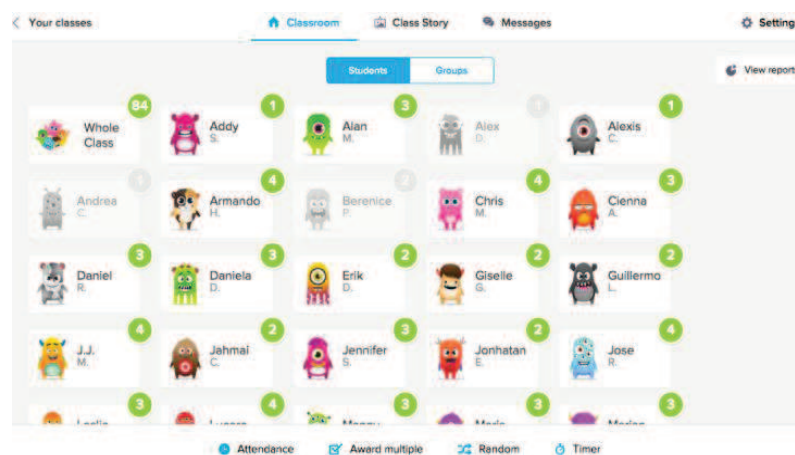 Your classes Classroom Class Story Messages Setting
Students Groups View report
84 1 3 1 1
Whole Class Addy S. Alan M. Alex D. Alexis C.
4 2 4 3
Andrea C. Armando H. Berenice P. Chris M. Cienna A.
3 3 2 2 2
Daniel R. Daniela D. Erik D. Giselle G. Guillermo L.
4 2 3 2 4
J.J. M. Jahmai C. Jennifer S. Jonhatan E. Jose R.
3 4 3 3 3
Attendance Award multiple Random Timer